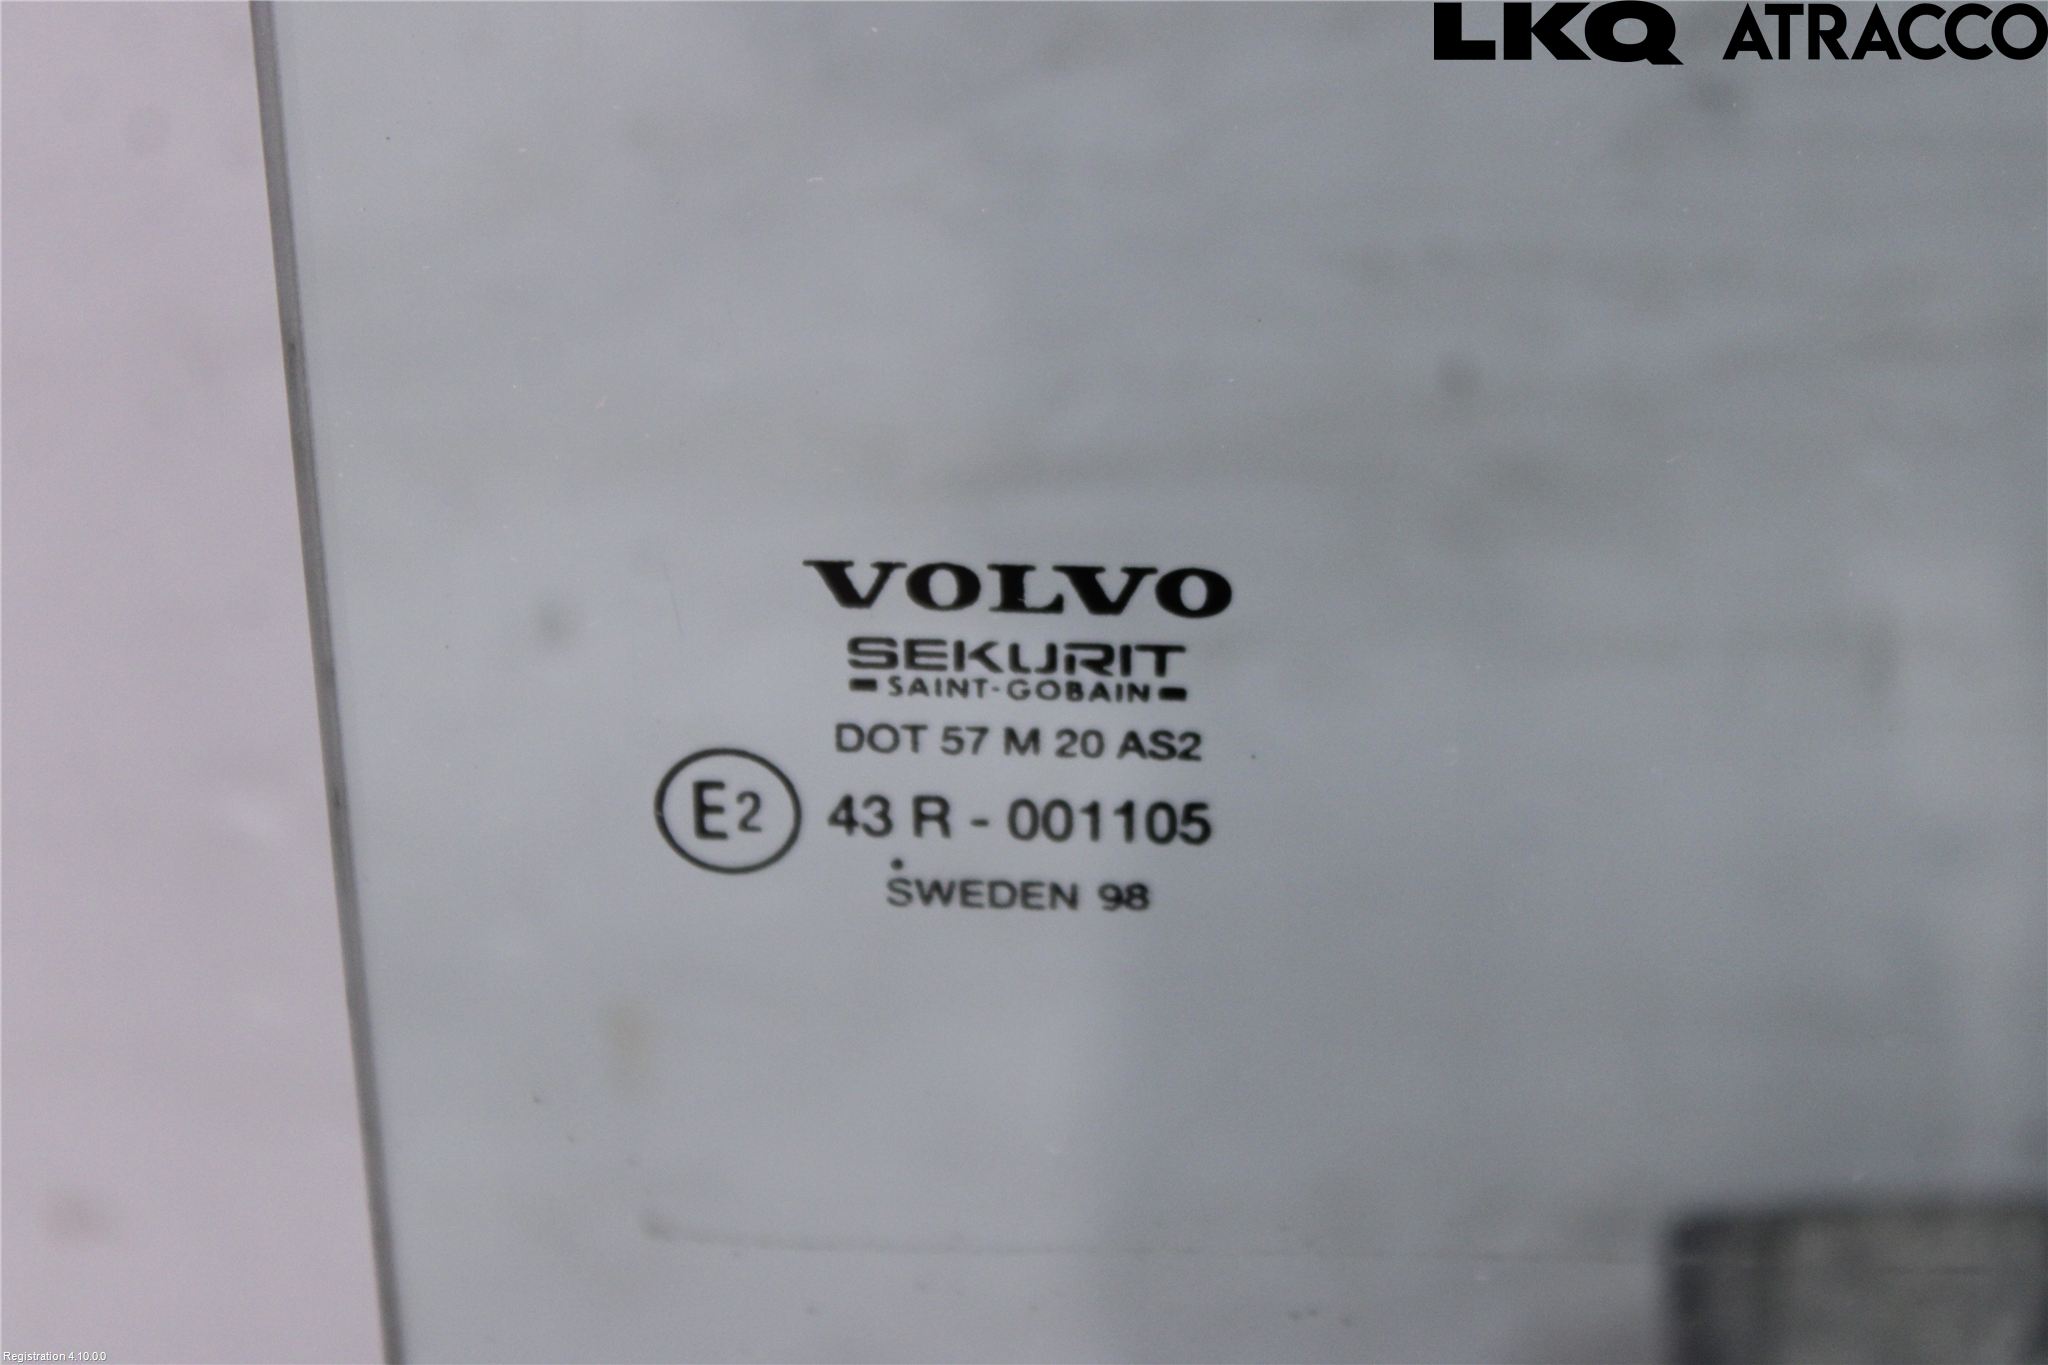 LKQ ATRACCO
VOLVO
SEKURIT
SAINT-GOBAIN
DOT 57 M 20 AS2
E2 43 R - 001105
SWEDEN 98
Registration 4.10.0.0